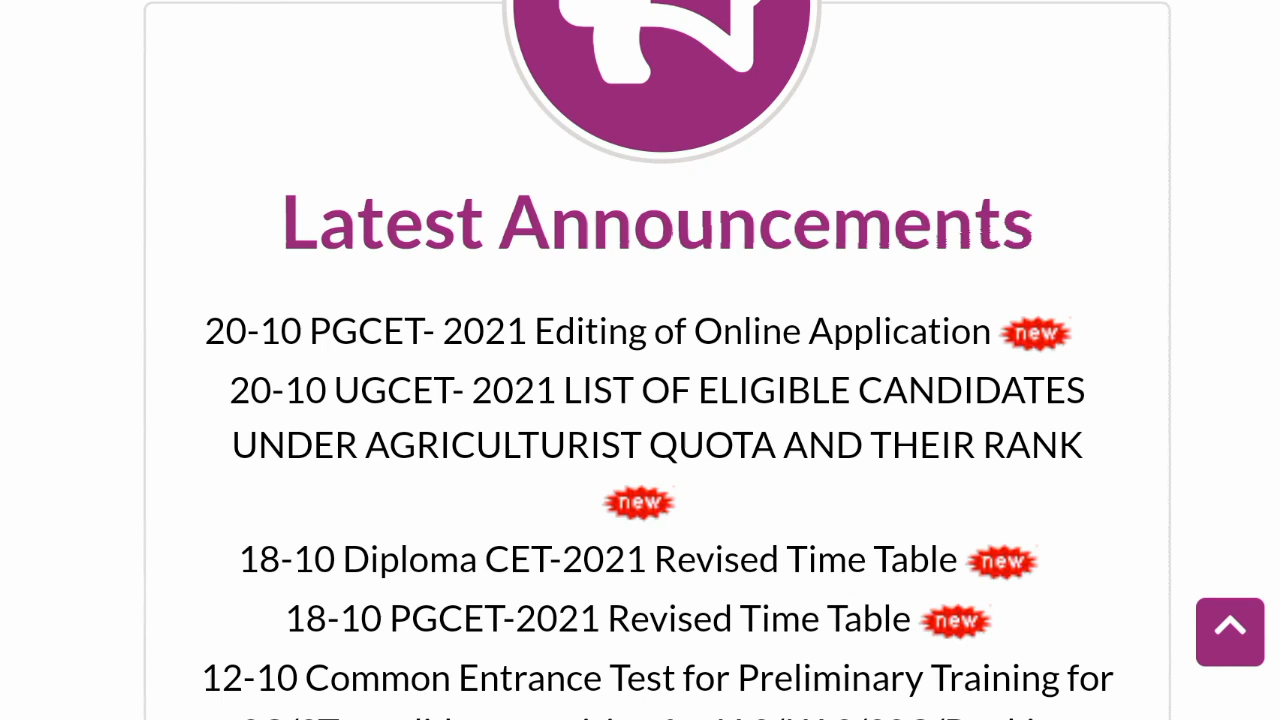 Latest Announcements
20-10 PGCET- 2021 Editing of Online Application new
20-10 UGCET- 2021 LIST OF ELIGIBLE CANDIDATES
UNDER AGRICULTURIST QUOTA AND THEIR RANK
new
18-10 Diploma CET-2021 Revised Time Table new
18-10 PGCET-2021 Revised Time Table new
12-10 Common Entrance Test for Preliminary Training for